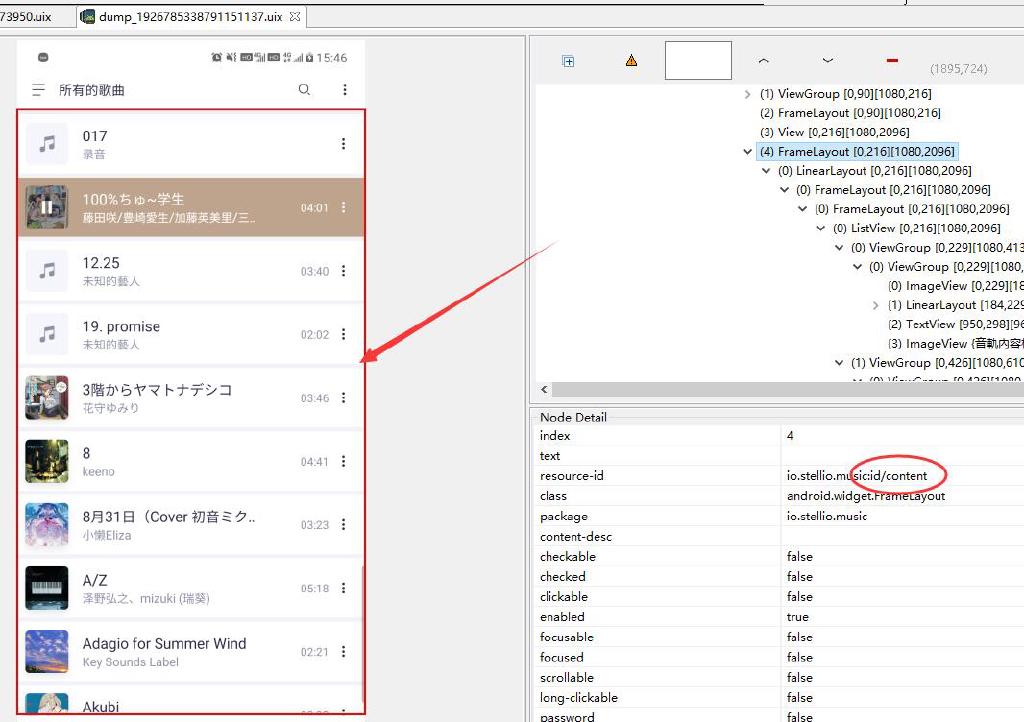 73950.uix
dump_1926785338791151137.uix
15:46
所有的歌曲
017
录音
100%ちゅ~学生
藤田咲/豊崎愛生/加藤英美里/三..
04:01
12.25
未知的藝人
03:40
19. promise
未知的藝人
02:02
3階からヤマトナデシコ
花守ゆみり
03:46
8
keeno
04:41
8月31日（Cover 初音ミク..
小懒Eliza
03:23
A/Z
泽野弘之、mizuki (瑞葵)
05:18
Adagio for Summer Wind
Key Sounds Label
02:21
Akubi
(1895,724)
(1) ViewGroup [0,90][1080,216]
(2) FrameLayout [0,90][1080,216]
(3) View [0,216][1080,2096]
(4) FrameLayout [0,216][1080,2096]
(0) LinearLayout [0,216][1080,2096]
(0) FrameLayout [0,216][1080,2096]
(0) FrameLayout [0,216][1080,2096]
(0) ListView [0,216][1080,2096]
(0) ViewGroup [0,229][1080,413
(0) ViewGroup [0,229][1080,
(0) ImageView [0,229][18
(1) LinearLayout [184,229
(2) TextView [950,298][96
(3) ImageView {音軌內容
(1) ViewGroup [0,426][1080,610
Node Detail
index 4
text
resource-id io.stellio.music:id/content
class android.widget.FrameLayout
package io.stellio.music
content-desc
checkable false
checked false
clickable false
enabled true
focusable false
focused false
scrollable false
long-clickable false
password false